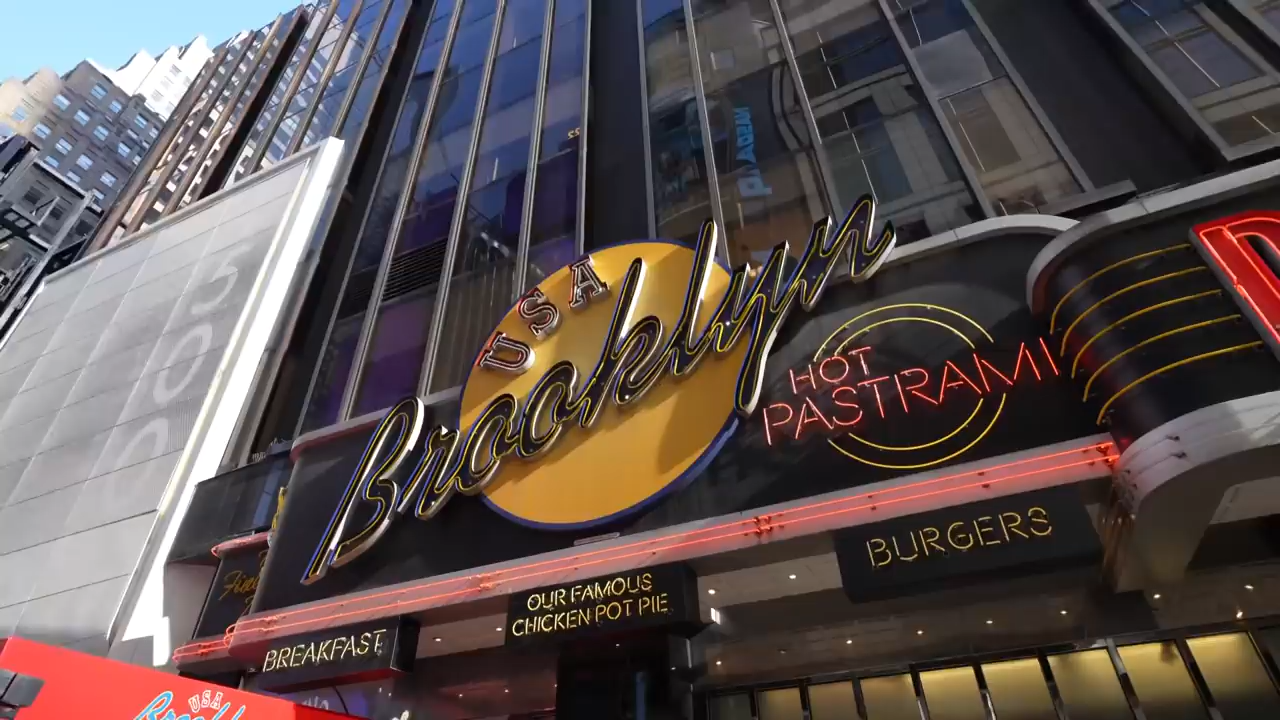 USA
Brooklyn
HOT
PASTRAMI
BURGERS
OUR FAMOUS
CHICKEN POT PIE
BREAKFAST
USA